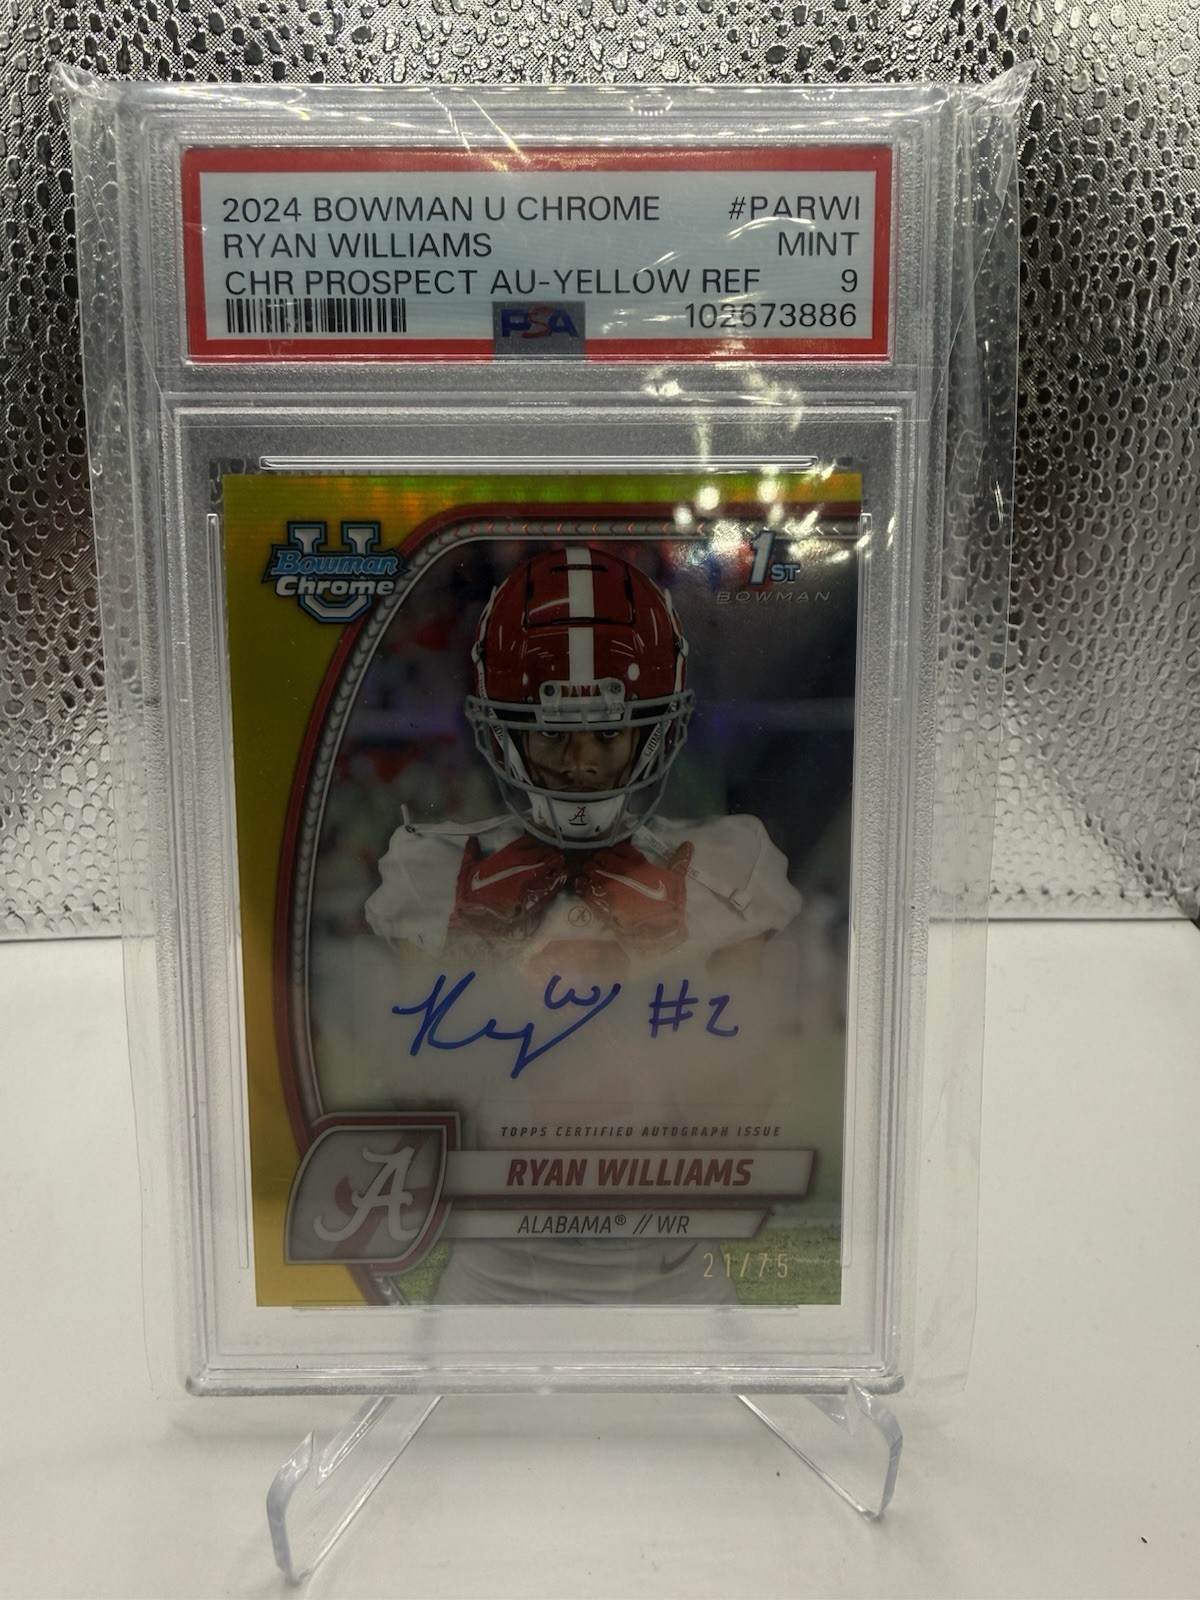 2024 BOWMAN U CHROME #PARWI
RYAN WILLIAMS MINT
CHR PROSPECT AU-YELLOW REF 9
PSA 102673886
U
Bowman
Chrome
1ST
BOWMAN
BAMA
A
A
Ry W #2
TOPPS CERTIFIED AUTOGRAPH ISSUE
RYAN WILLIAMS
A
ALABAMA® // WR
21/75